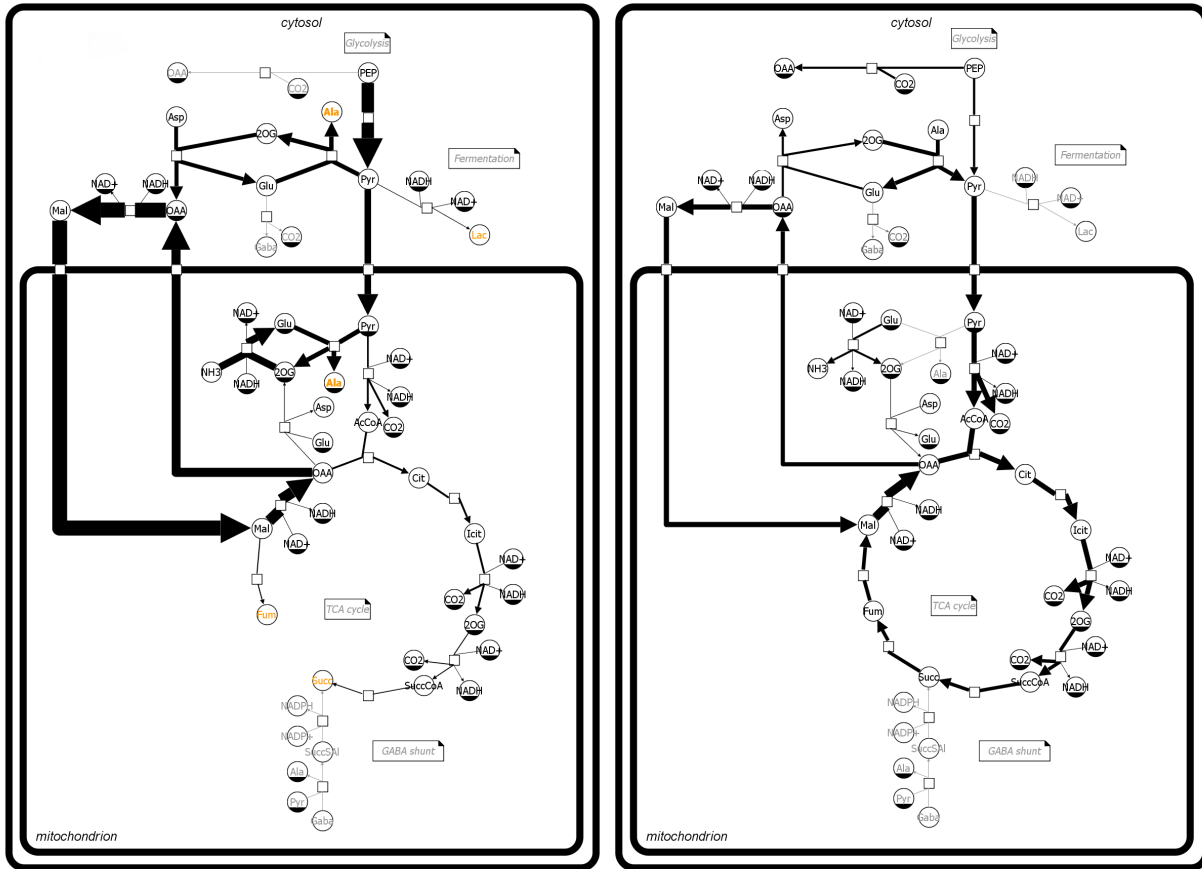 cytosol
Glycolysis
OAA
CO2
PEP
Asp
2OG
Ala
Fermentation
Glu
Pyr
NAD+
NADH
NADH
NAD+
Mal
OAA
Gaba
CO2
Lac
NAD+
Glu
Pyr
NH3
NADH
2OG
Ala
NAD+
NADH
Asp
AcCoA
CO2
Glu
OAA
Cit
Mal
NADH
NAD+
Icit
NAD+
CO2
NADH
Fum
TCA cycle
2OG
CO2
NAD+
Succ
SuccCoA
NADH
NADPH
NADP+
SuccSAl
GABA shunt
Ala
Pyr
Gaba
mitochondrion
cytosol
Glycolysis
OAA
CO2
PEP
Asp
2OG
Ala
Fermentation
Glu
Pyr
NAD+
NADH
NADH
NAD+
Mal
OAA
Gaba
CO2
Lac
NAD+
Glu
Pyr
NH3
NADH
2OG
Ala
NAD+
NADH
Asp
AcCoA
CO2
Glu
OAA
Cit
Mal
NADH
NAD+
Icit
NAD+
CO2
NADH
Fum
TCA cycle
2OG
CO2
NAD+
Succ
SuccCoA
NADH
NADPH
NADP+
SuccSAl
GABA shunt
Ala
Pyr
Gaba
mitochondrion